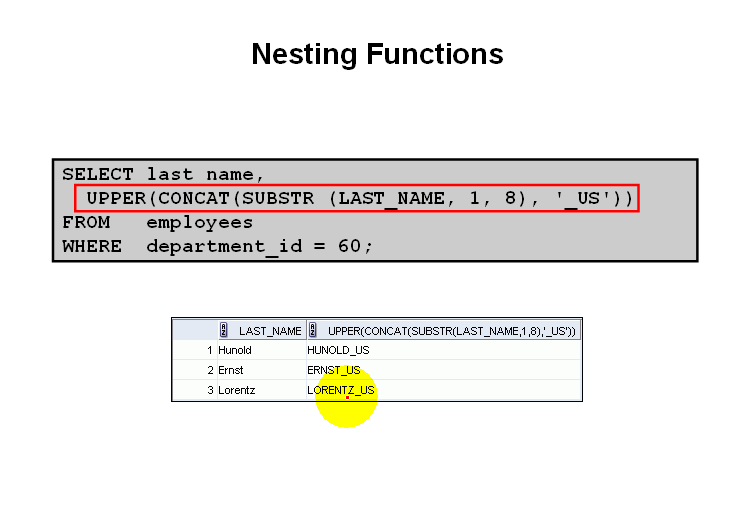 Nesting Functions
SELECT last name,
UPPER(CONCAT(SUBSTR (LAST_NAME, 1, 8), '_US'))
FROM employees
WHERE department_id = 60;
LAST_NAME UPPER(CONCAT(SUBSTR(LAST_NAME,1,8),'_US'))
1 Hunold HUNOLD_US
2 Ernst ERNST_US
3 Lorentz LORENTZ_US